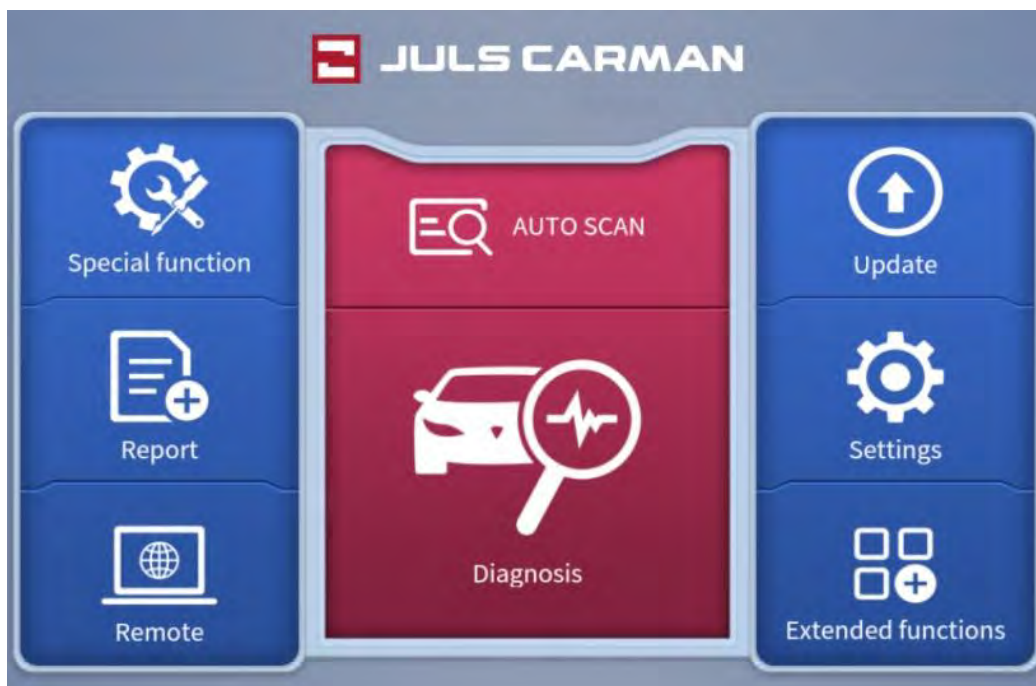 JULS CARMAN
Special function
Report
Remote
AUTO SCAN
Diagnosis
Update
Settings
Extended functions